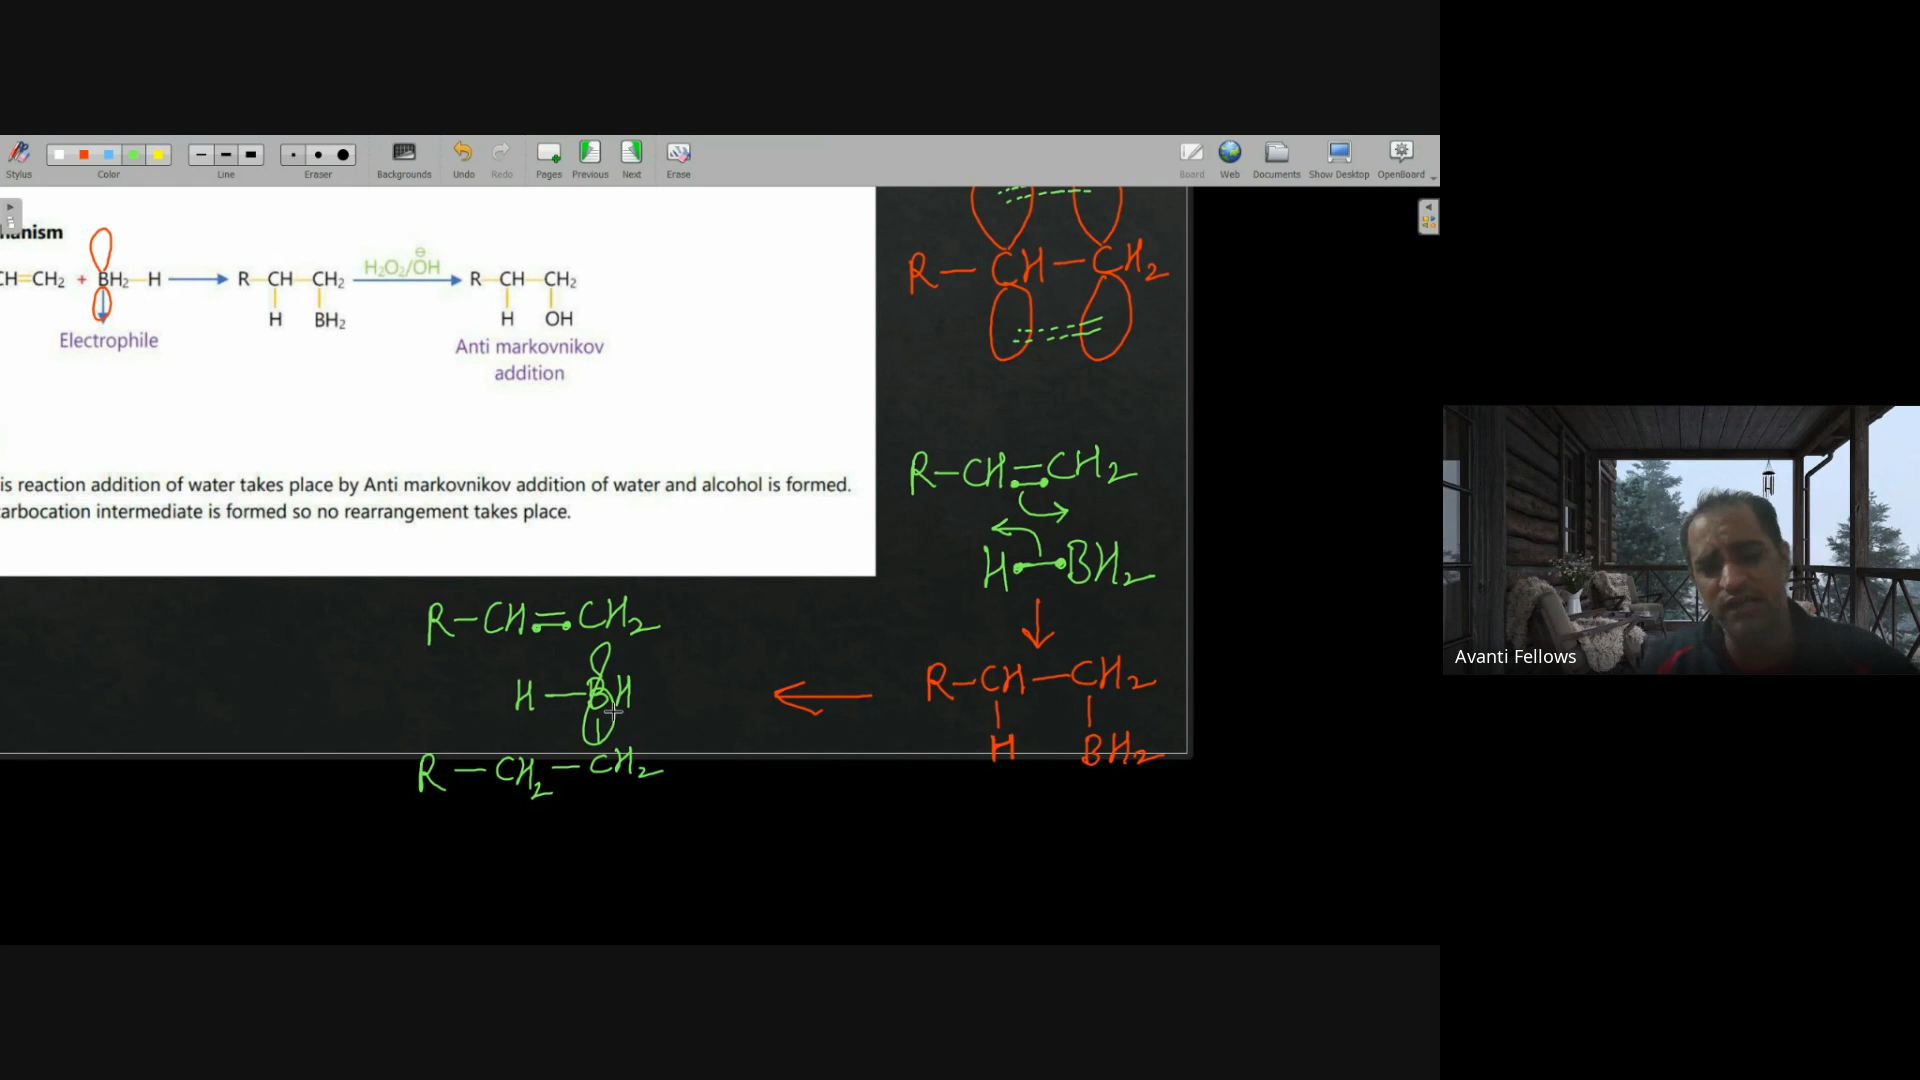 Stylus
Color
Line
Eraser
Backgrounds
Undo
Redo
Pages
Previous
Next
Erase
Board
Web
Documents
Show Desktop
OpenBoard
anism
CH=CH₂ + BH₂-H → R-CH-CH₂ H₂O₂/OH⊖ → R-CH-CH₂
H BH₂ H OH
Electrophile
Anti markovnikov
addition
is reaction addition of water takes place by Anti markovnikov addition of water and alcohol is formed.
arbocation intermediate is formed so no rearrangement takes place.
R-CH-CH₂
R-CH=CH₂
H-BH₂
R-CH-CH₂
H BH₂
R-CH=CH₂
H-BH
R-CH₂-CH₂
Avanti Fellows